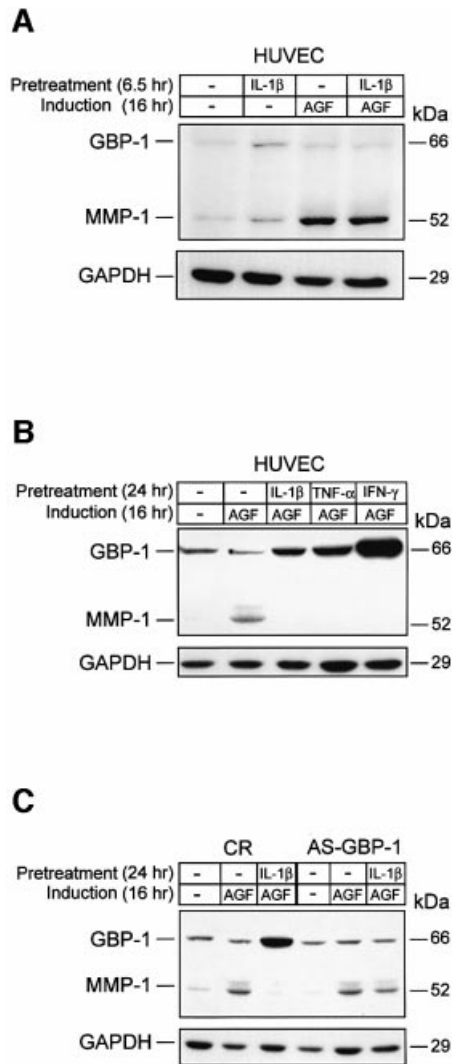 A
HUVEC
Pretreatment (6.5 hr) - IL-1β - IL-1β
Induction (16 hr) - - AGF AGF kDa
GBP-1 66
MMP-1 52
GAPDH 29
B
HUVEC
Pretreatment (24 hr) - - IL-1β TNF-α IFN-γ
Induction (16 hr) - AGF AGF AGF AGF kDa
GBP-1 66
MMP-1 52
GAPDH 29
C
CR AS-GBP-1
Pretreatment (24 hr) - - IL-1β - - IL-1β
Induction (16 hr) - AGF AGF - AGF AGF kDa
GBP-1 66
MMP-1 52
GAPDH 29